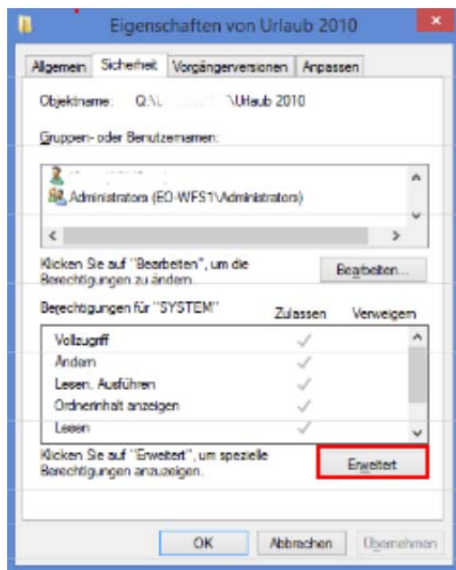 Eigenschaften von Urlaub 2010
Allgemein Sicherheit Vorgängerversionen Anpassen
Objektname: Q:\ \Urlaub 2010
Gruppen- oder Benutzernamen:
Administrators (EO-WFS1\Administrators)
Klicken Sie auf "Bearbeiten", um die
Berechtigungen zu ändern.
Bearbeiten...
Berechtigungen für "SYSTEM" Zulassen Verweigern
Vollzugriff
Ändern
Lesen, Ausführen
Ordnerinhalt anzeigen
Lesen
Klicken Sie auf "Erweitert", um spezielle
Berechtigungen anzuzeigen.
Erweitert
OK Abbrechen Übernehmen